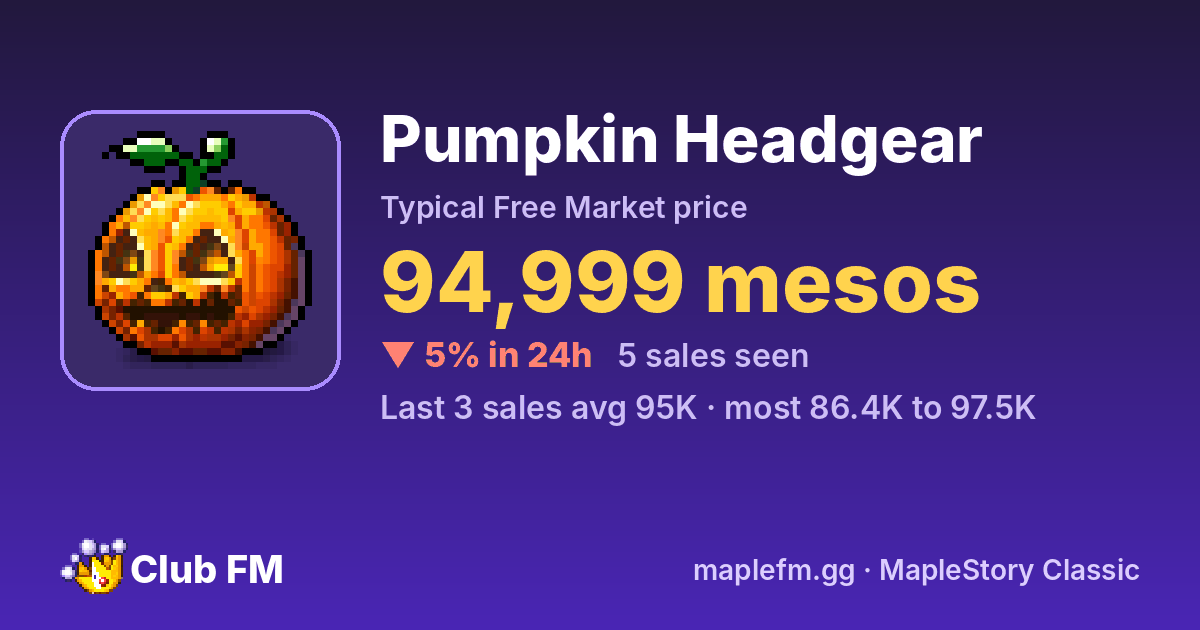 Pumpkin Headgear
Typical Free Market price
94,999 mesos
▼ 5% in 24h 5 sales seen
Last 3 sales avg 95K · most 86.4K to 97.5K
Club FM
maplefm.gg · MapleStory Classic